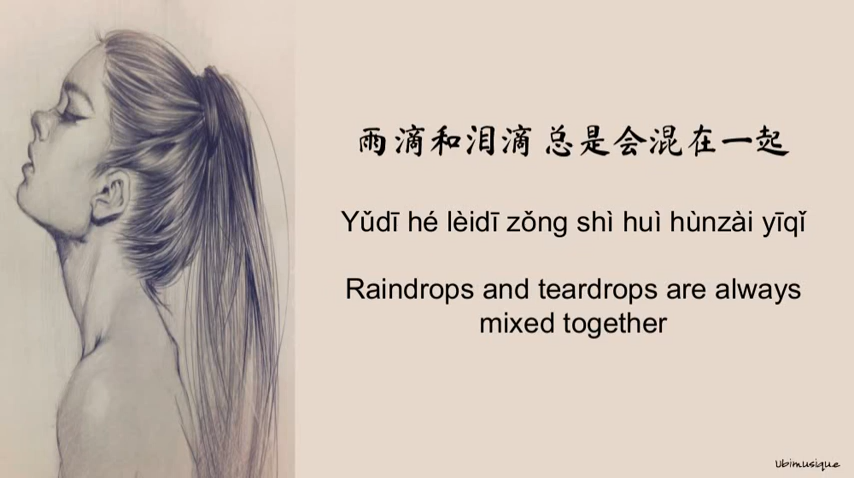 雨滴和泪滴总是会混在一起
Yǔdī hé lèidī zǒng shì huì hùnzài yīqǐ
Raindrops and teardrops are always
mixed together
Ubimusique